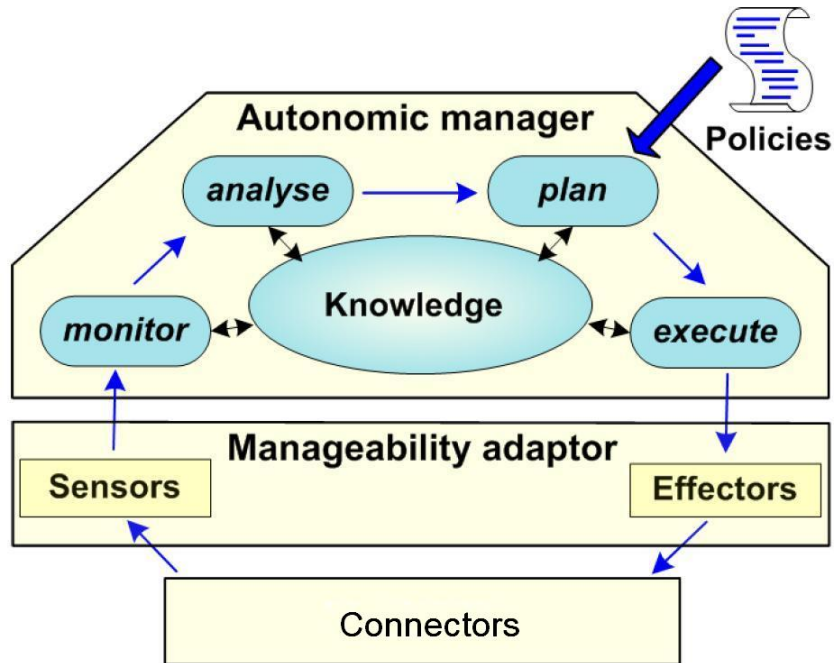 Autonomic manager
Policies
analyse
plan
Knowledge
monitor
execute
Manageability adaptor
Sensors
Effectors
Connectors